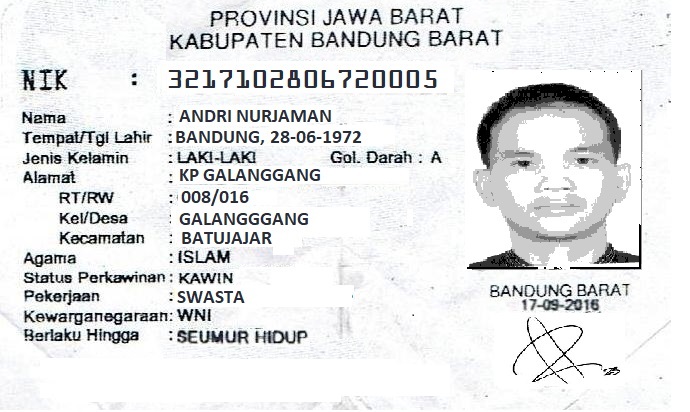 PROVINSI JAWA BARAT
KABUPATEN BANDUNG BARAT
NIK : 3217102806720005
Nama : ANDRI NURJAMAN
Tempat/Tgl Lahir : BANDUNG, 28-06-1972
Jenis Kelamin : LAKI-LAKI Gol. Darah : A
Alamat : KP GALANGGANG
RT/RW : 008/016
Kel/Desa : GALANGGGANG
Kecamatan : BATUJAJAR
Agama : ISLAM
Status Perkawinan : KAWIN
Pekerjaan : SWASTA
Kewarganegaraan : WNI
Berlaku Hingga : SEUMUR HIDUP
BANDUNG BARAT
17-09-2016